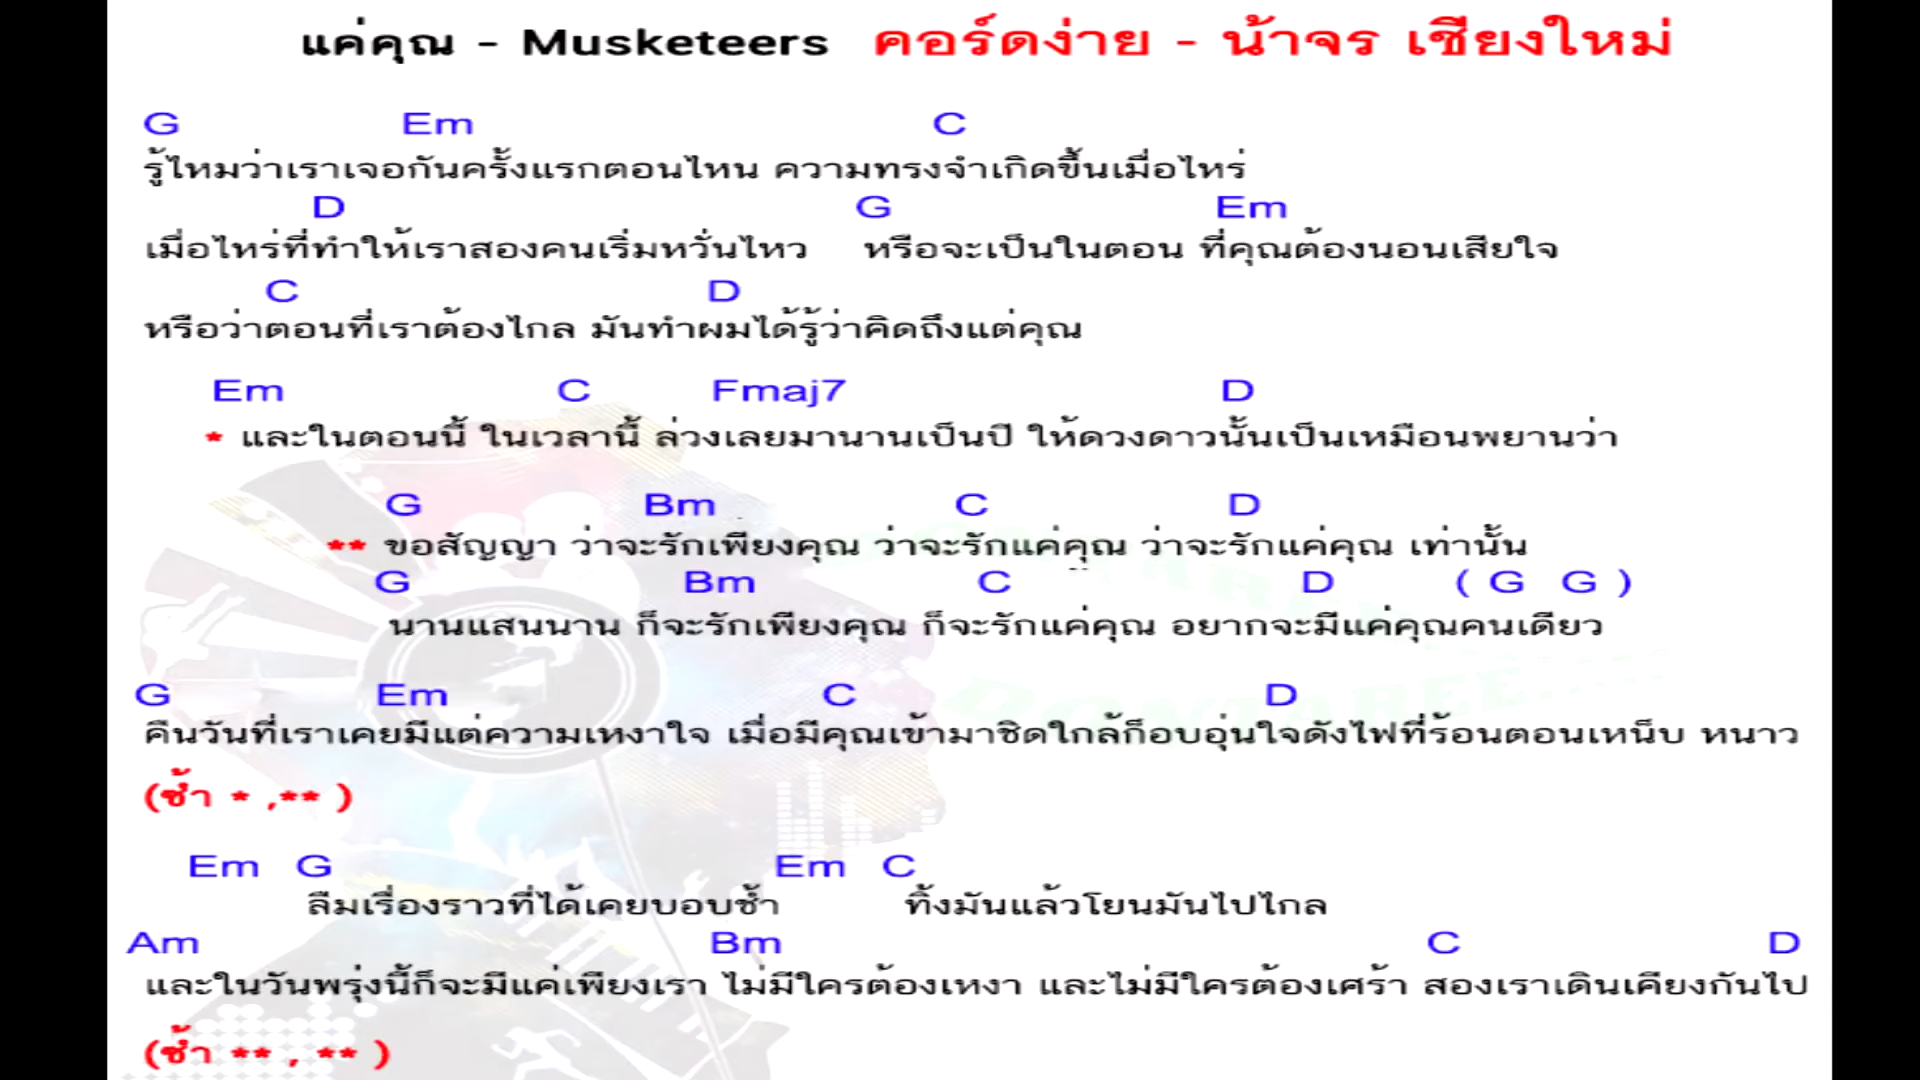 แค่คุณ - Musketeers คอร์ดง่าย - น้าจร เชียงใหม่
G Em C
รู้ไหมว่าเราเจอกันครั้งแรกตอนไหน ความทรงจำเกิดขึ้นเมื่อไหร่
D G Em
เมื่อไหร่ที่ทำให้เราสองคนเริ่มหวั่นไหว หรือจะเป็นในตอน ที่คุณต้องนอนเสียใจ
C D
หรือว่าตอนที่เราต้องไกล มันทำผมได้รู้ว่าคิดถึงแต่คุณ
Em C Fmaj7 D
* และในตอนนี้ ในเวลานี้ ล่วงเลยมานานเป็นปี ให้ดวงดาวนั้นเป็นเหมือนพยานว่า
G Bm C D
** ขอสัญญา ว่าจะรักเพียงคุณ ว่าจะรักแค่คุณ ว่าจะรักแค่คุณ เท่านั้น
G Bm C D ( G G )
นานแสนนาน ก็จะรักเพียงคุณ ก็จะรักแค่คุณ อยากจะมีแค่คุณคนเดียว
G Em C D
คืนวันที่เราเคยมีแต่ความเหงาใจ เมื่อมีคุณเข้ามาชิดใกล้ก็อบอุ่นใจดังไฟที่ร้อนตอนเหน็บ หนาว
(ซ้ำ * ,** )
Em G Em C
ลืมเรื่องราวที่ได้เคยบอบช้ำ ทิ้งมันแล้วโยนมันไปไกล
Am Bm C D
และในวันพรุ่งนี้ก็จะมีแค่เพียงเรา ไม่มีใครต้องเหงา และไม่มีใครต้องเศร้า สองเราเดินเคียงกันไป
(ซ้ำ ** , ** )